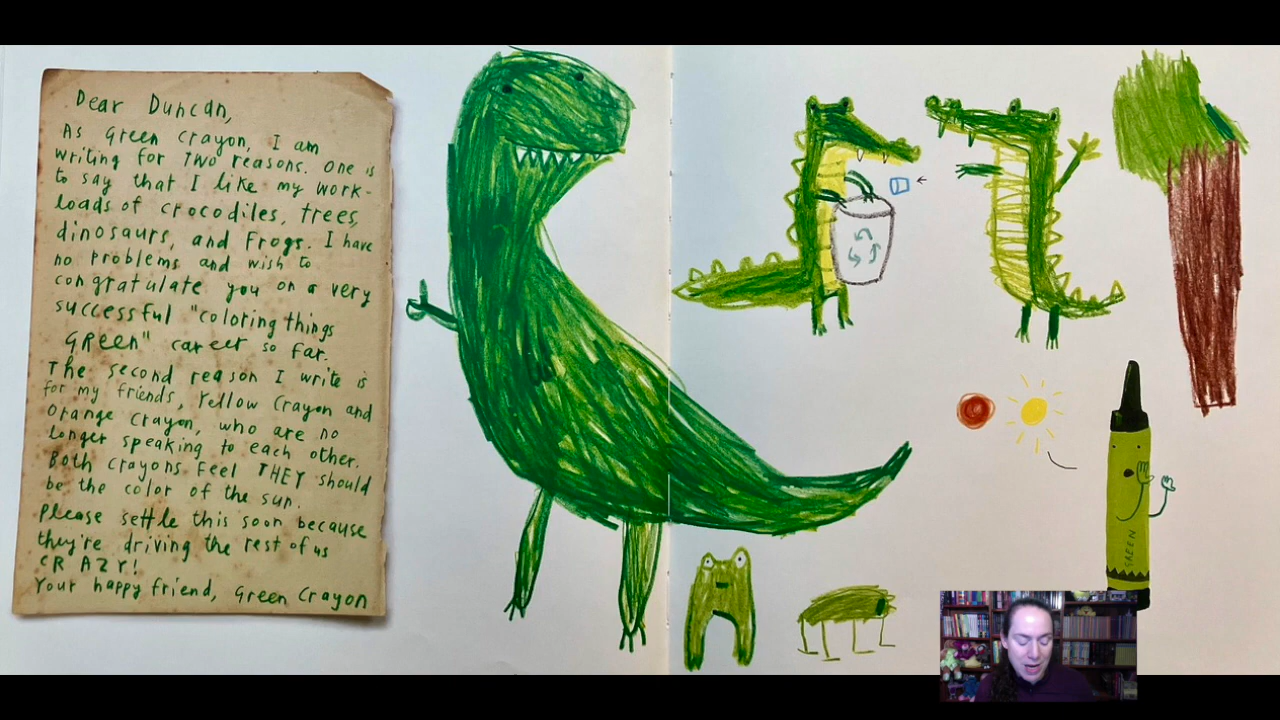 Dear Duncan,
As Green Crayon, I am
writing for TWO reasons. One is
to say that I like my work-
loads of crocodiles, trees,
dinosaurs, and frogs. I have
no problems and wish to
congratulate you on a very
successful "coloring things
GReen" career so far.
The second reason I write is
for my friends, Yellow Crayon and
Orange Crayon, who are no
longer speaking to each other.
Both crayons feel THEY should
be the color of the sun.
Please settle this soon because
they're driving the rest of us
CRAZY!
Your happy friend, Green Crayon
GREEN